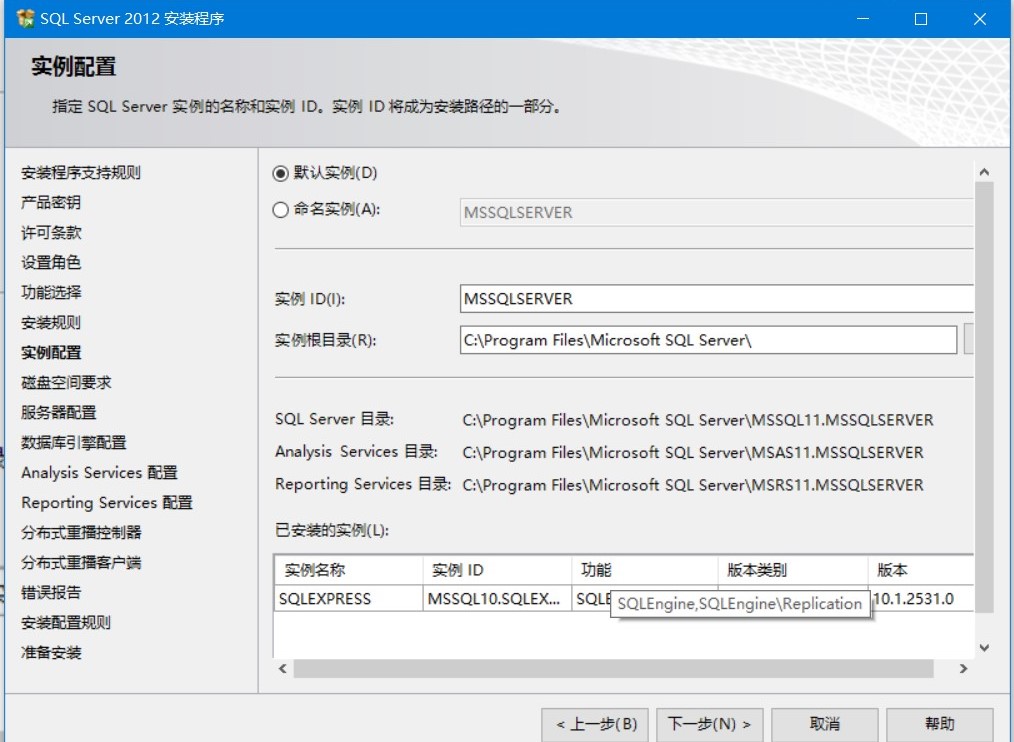 SQL Server 2012 安装程序
实例配置
指定 SQL Server 实例的名称和实例 ID。实例 ID 将成为安装路径的一部分。
安装程序支持规则
产品密钥
许可条款
设置角色
功能选择
安装规则
实例配置
磁盘空间要求
服务器配置
数据库引擎配置
Analysis Services 配置
Reporting Services 配置
分布式重播控制器
分布式重播客户端
错误报告
安装配置规则
准备安装
默认实例(D)
命名实例(A): MSSQLSERVER
实例 ID(I): MSSQLSERVER
实例根目录(R): C:\Program Files\Microsoft SQL Server\
SQL Server 目录: C:\Program Files\Microsoft SQL Server\MSSQL11.MSSQLSERVER
Analysis Services 目录: C:\Program Files\Microsoft SQL Server\MSAS11.MSSQLSERVER
Reporting Services 目录: C:\Program Files\Microsoft SQL Server\MSRS11.MSSQLSERVER
已安装的实例(L):
实例名称 实例 ID 功能 版本类别 版本
SQLEXPRESS MSSQL10.SQLEX... SQLE 10.1.2531.0
SQLEngine,SQLEngine\Replication
< 上一步(B) 下一步(N) > 取消 帮助